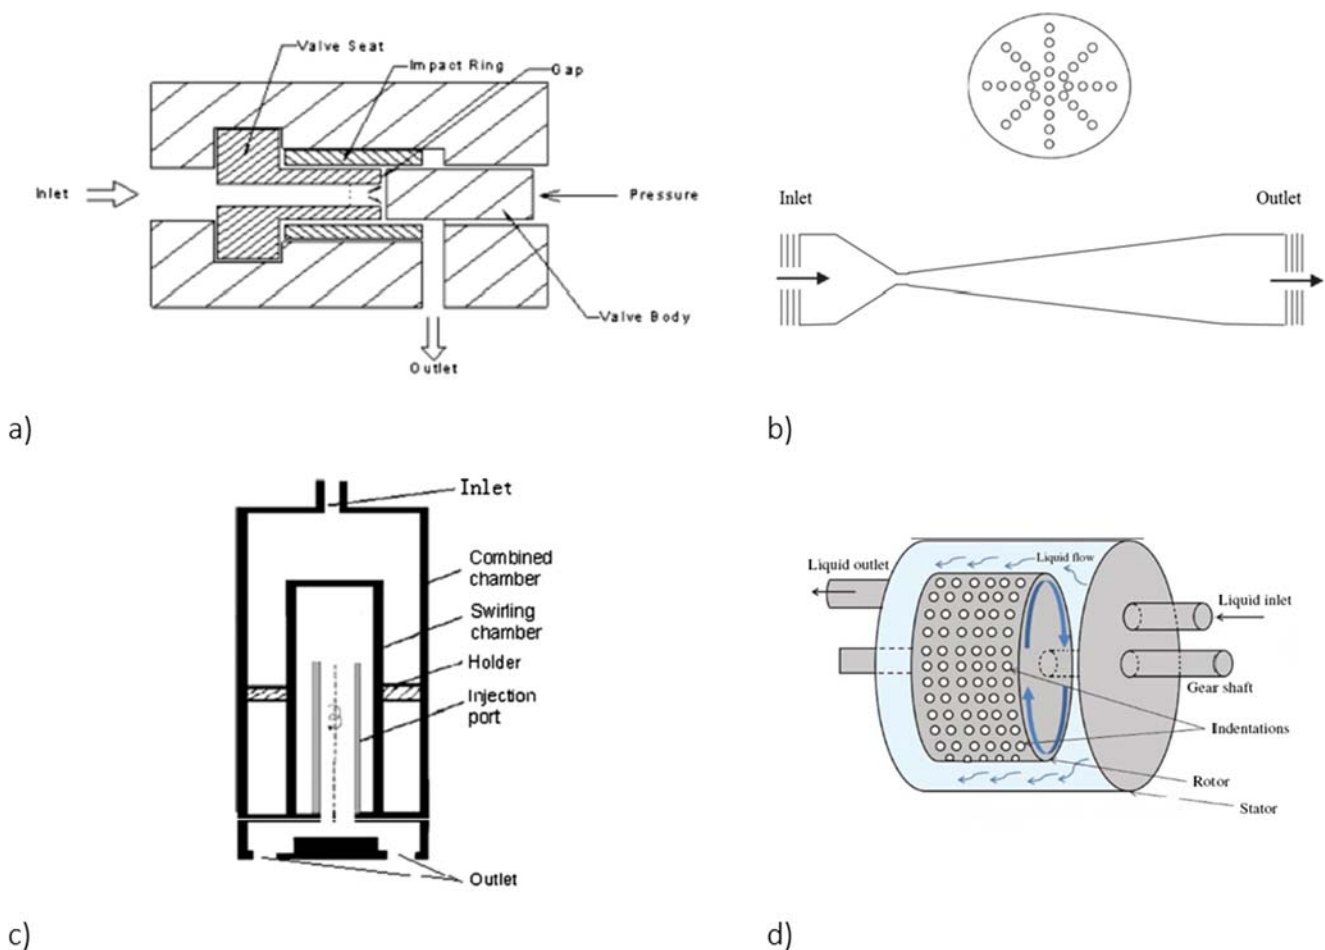 Valve Seat
Impact Ring
Gap
Inlet
Pressure
Valve Body
Outlet
a)
Inlet
Outlet
b)
Inlet
Combined
chamber
Swirling
chamber
Holder
Injection
port
Outlet
c)
Liquid outlet
Liquid flow
Liquid inlet
Gear shaft
Indentations
Rotor
Stator
d)